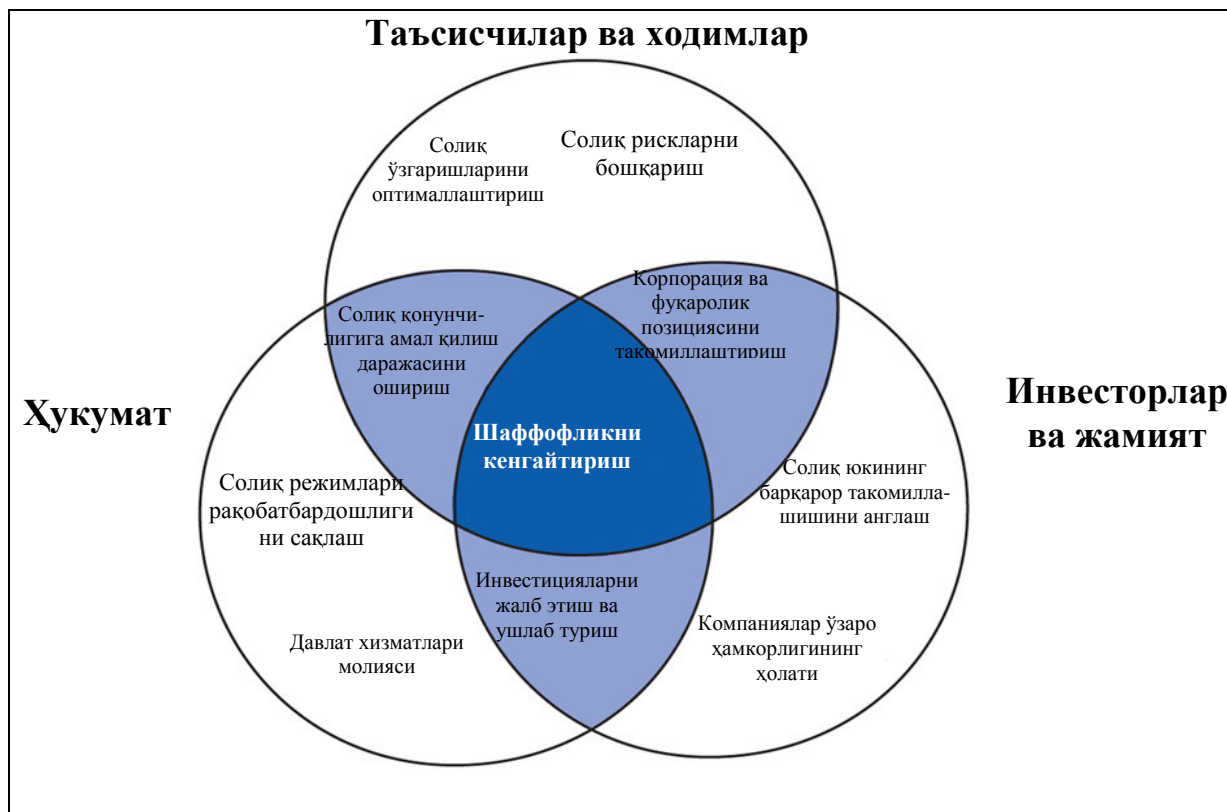 Таъсисчилар ва ходимлар
Солиқ
ўзгаришларини
оптималлаштириш
Солиқ рискларни
бошқариш
Солиқ қонунчи-
лигига амал қилиш
даражасини
ошириш
Корпорация ва
фуқаролик
позициясини
такомиллаштириш
Ҳукумат
Инвесторлар
ва жамият
Шаффофликни
кенгайтириш
Солиқ режимлари
рақобатбардошлиги
ни сақлаш
Солиқ юкининг
барқарор такомилла-
шишини англаш
Инвестицияларни
жалб этиш ва
ушлаб туриш
Давлат хизматлари
молияси
Компаниялар ўзаро
ҳамкорлигининг
ҳолати